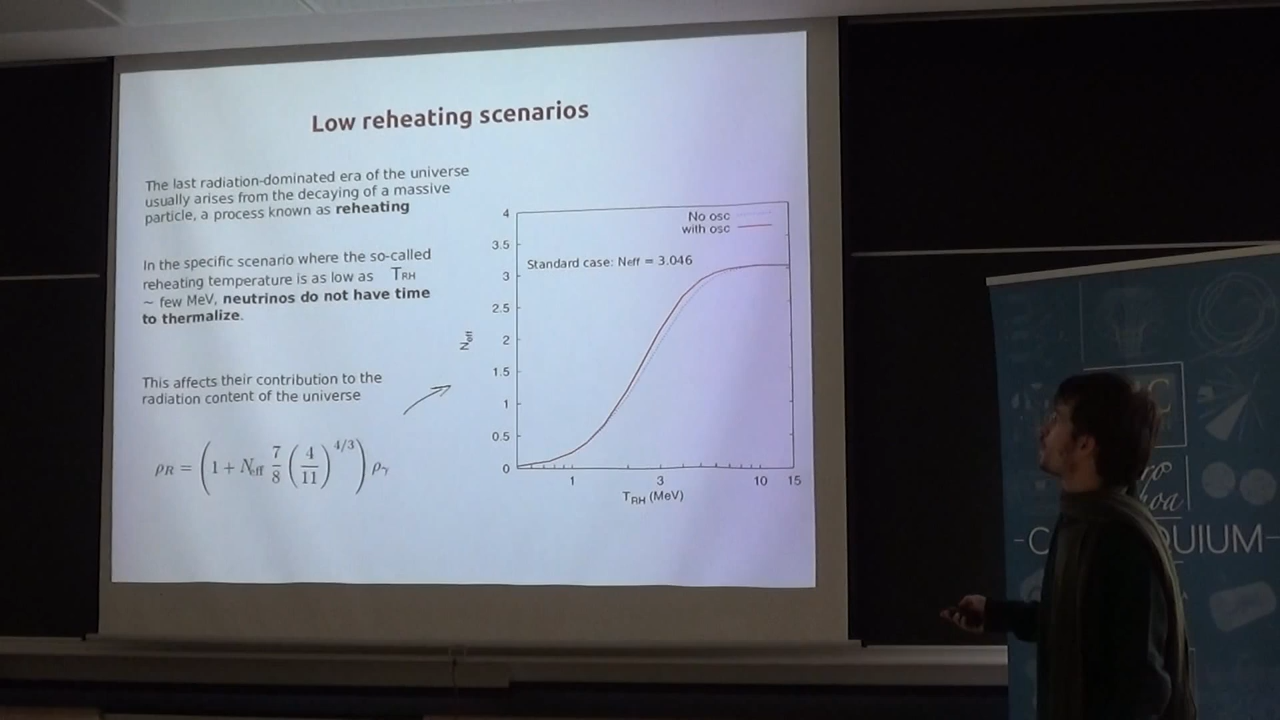 Low reheating scenarios
The last radiation-dominated era of the universe
usually arises from the decaying of a massive
particle, a process known as reheating
In the specific scenario where the so-called
reheating temperature is as low as T_RH
~ few MeV, neutrinos do not have time
to thermalize.
This affects their contribution to the
radiation content of the universe
ρ_R = (1 + N_eff 7/8 (4/11)^{4/3}) ρ_γ
No osc
with osc
Standard case: Neff = 3.046
N_eff
4
3.5
3
2.5
2
1.5
1
0.5
0
1 3 10 15
T_RH (MeV)
QUIUM